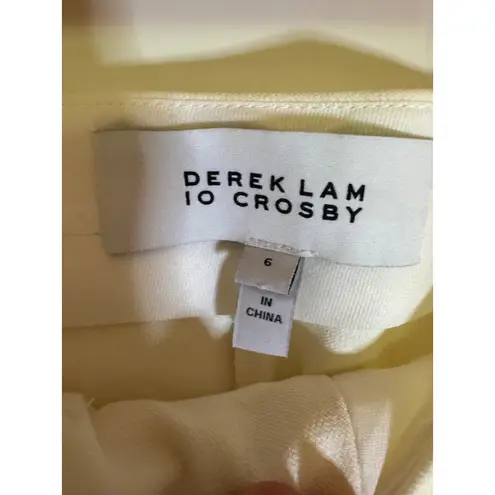 DEREK LAM
10 CROSBY
6
IN
CHINA